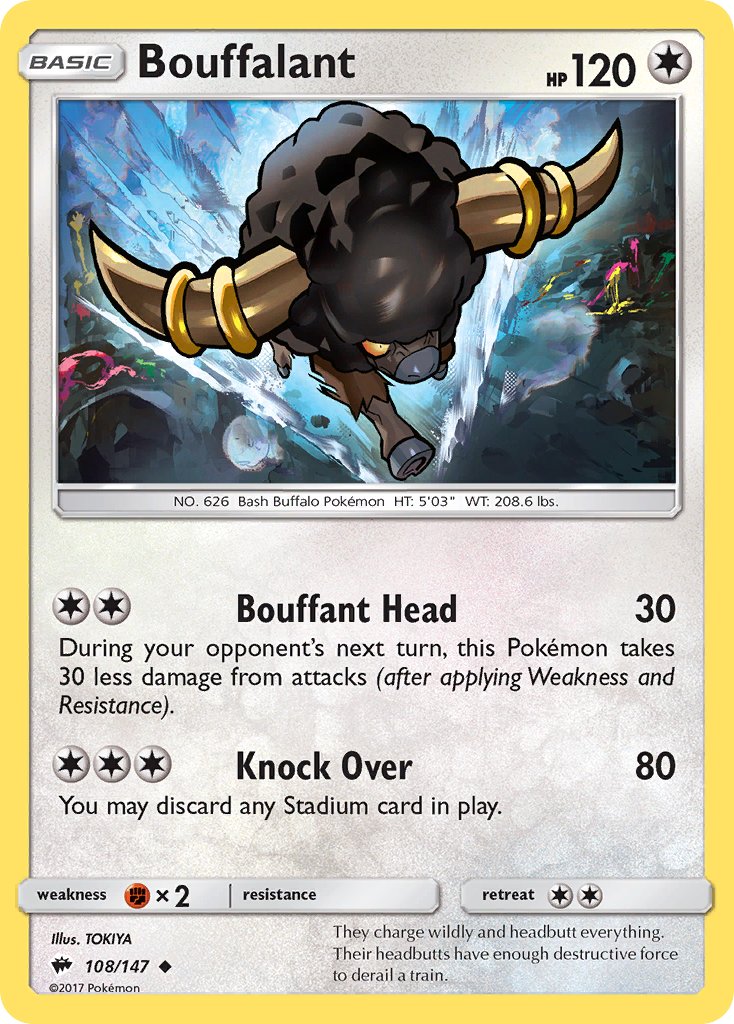 BASIC Bouffalant HP 120
NO. 626 Bash Buffalo Pokémon HT: 5'03" WT: 208.6 lbs.
Bouffant Head 30
During your opponent's next turn, this Pokémon takes
30 less damage from attacks (after applying Weakness and
Resistance).
Knock Over 80
You may discard any Stadium card in play.
weakness × 2 resistance retreat
Illus. TOKIYA
108/147
©2017 Pokémon
They charge wildly and headbutt everything.
Their headbutts have enough destructive force
to derail a train.